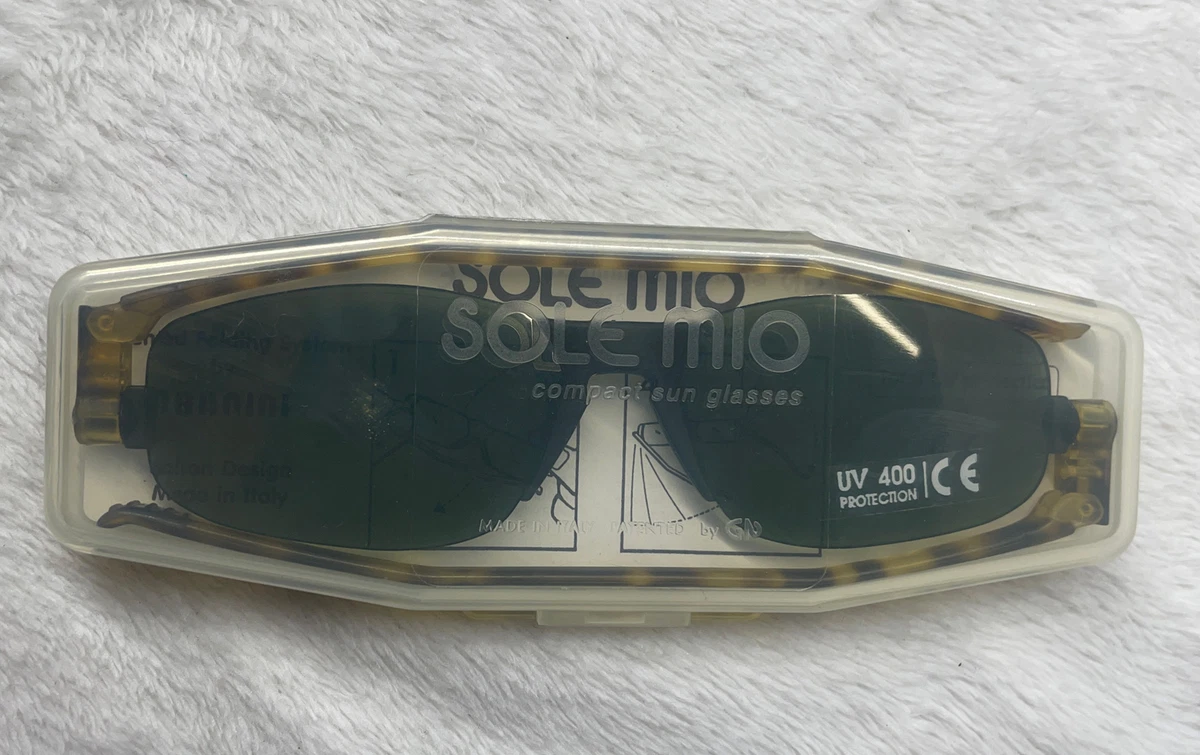 SOLE MIO
SOLE MIO
compact sun glasses
UV 400
PROTECTION
CE
Design
Made in Italy
MADE IN ITALY PATENTED by GN